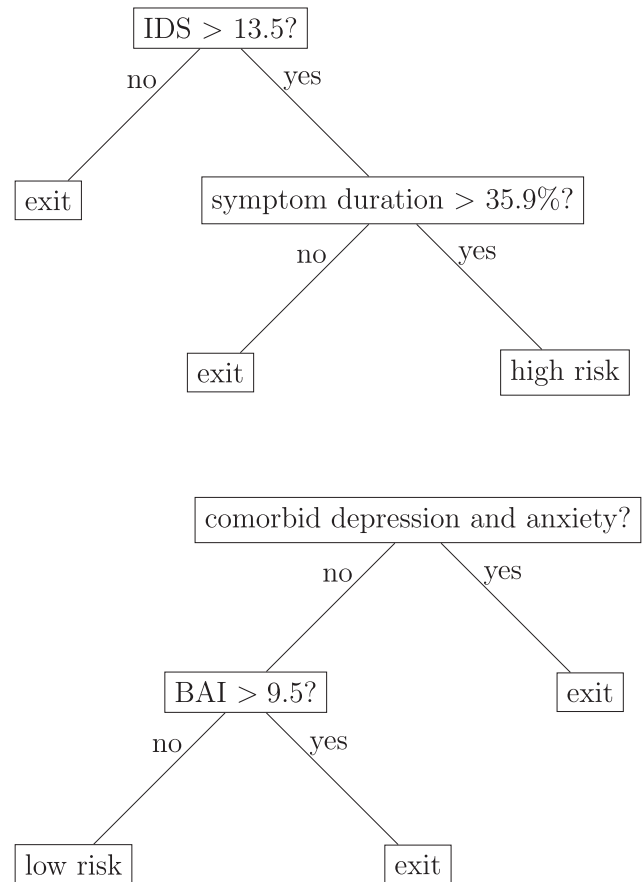 IDS > 13.5?
no
yes
exit
symptom duration > 35.9%?
no
yes
exit
high risk
comorbid depression and anxiety?
no
yes
BAI > 9.5?
exit
no
yes
low risk
exit